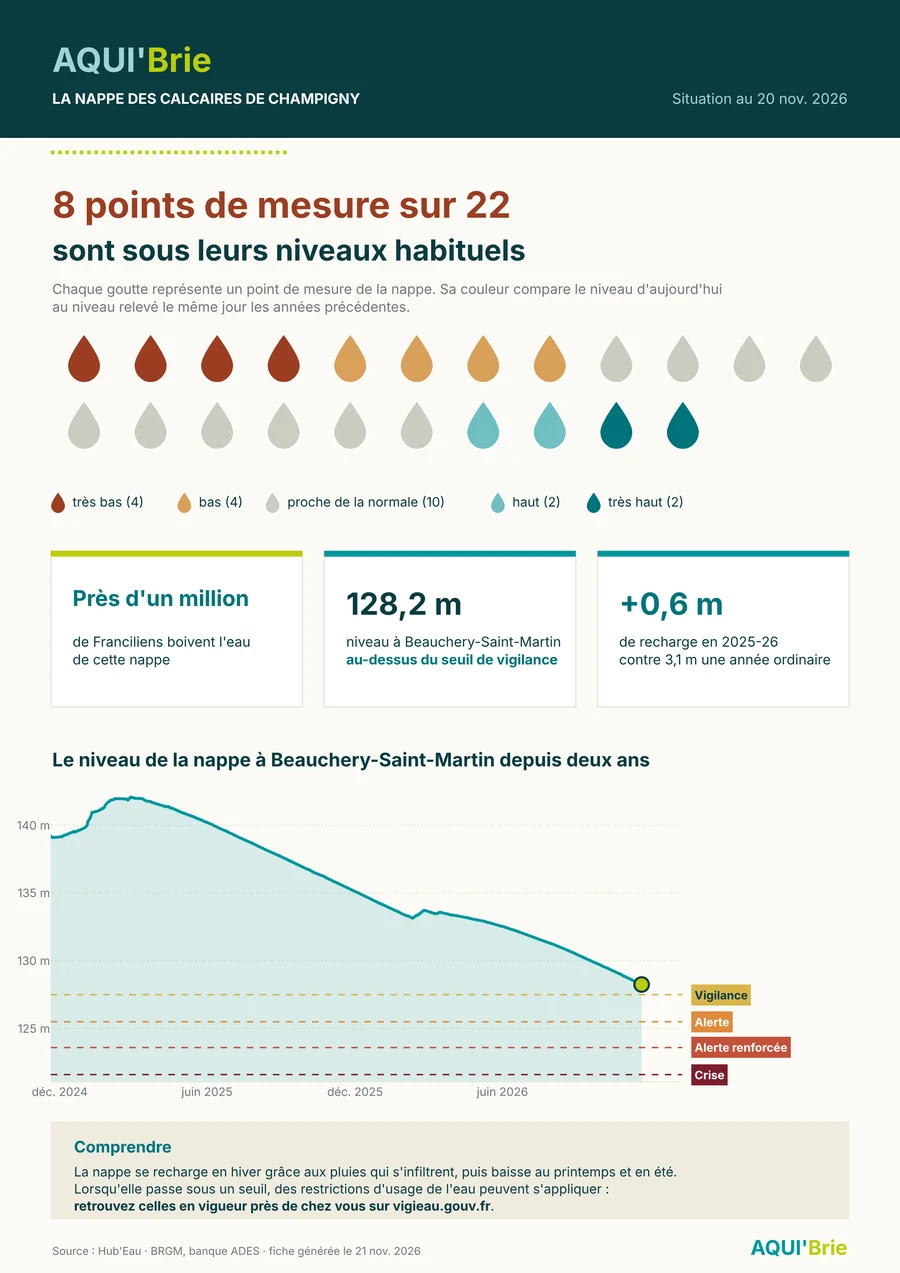 AQUI'Brie
LA NAPPE DES CALCAIRES DE CHAMPIGNY
Situation au 20 nov. 2026
8 points de mesure sur 22
sont sous leurs niveaux habituels
Chaque goutte représente un point de mesure de la nappe. Sa couleur compare le niveau d'aujourd'hui
au niveau relevé le même jour les années précédentes.
très bas (4)
bas (4)
proche de la normale (10)
haut (2)
très haut (2)
Près d'un million
de Franciliens boivent l'eau
de cette nappe
128,2 m
niveau à Beauchery-Saint-Martin
au-dessus du seuil de vigilance
+0,6 m
de recharge en 2025-26
contre 3,1 m une année ordinaire
Le niveau de la nappe à Beauchery-Saint-Martin depuis deux ans
140 m
135 m
130 m
125 m
Vigilance
Alerte
Alerte renforcée
Crise
déc. 2024
juin 2025
déc. 2025
juin 2026
Comprendre
La nappe se recharge en hiver grâce aux pluies qui s'infiltrent, puis baisse au printemps et en été.
Lorsqu'elle passe sous un seuil, des restrictions d'usage de l'eau peuvent s'appliquer :
retrouvez celles en vigueur près de chez vous sur vigieau.gouv.fr.
Source : Hub'Eau · BRGM, banque ADES · fiche générée le 21 nov. 2026
AQUI'Brie